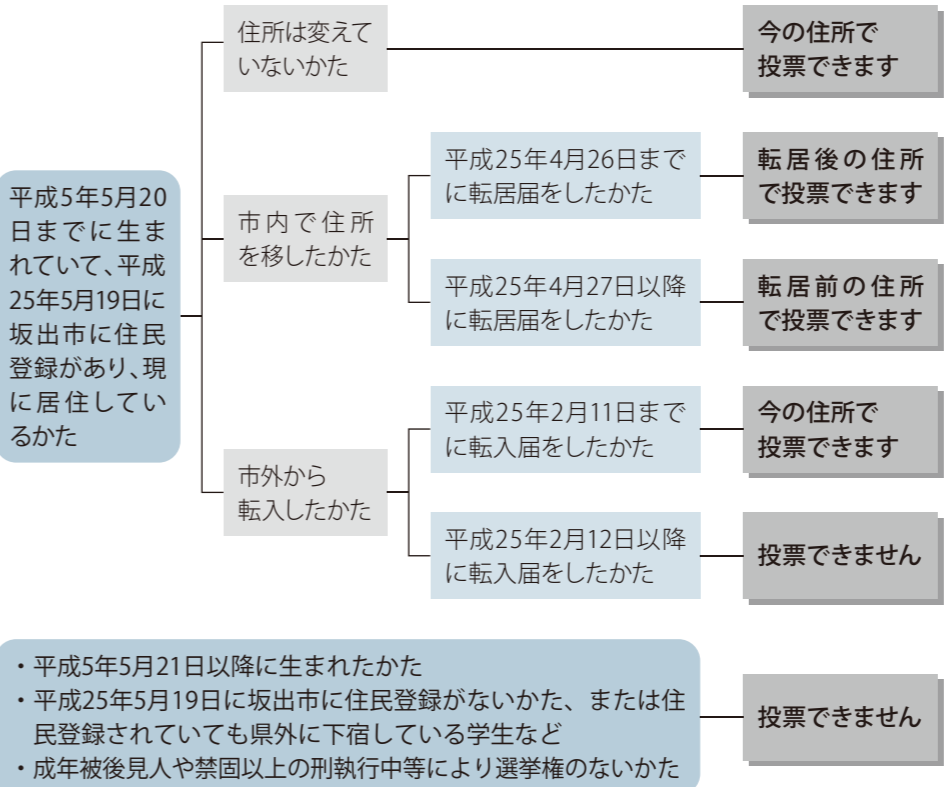 平成5年5月20
日までに生ま
れていて、平成
25年5月19日に
坂出市に住民
登録があり、現
に居住してい
るかた
住所は変えて
いないかた
今の住所で
投票できます
市内で住所
を移したかた
平成25年4月26日まで
に転居届をしたかた
転居後の住所
で投票できます
平成25年4月27日以降
に転居届をしたかた
転居前の住所
で投票できます
市外から
転入したかた
平成25年2月11日まで
に転入届をしたかた
今の住所で
投票できます
平成25年2月12日以降
に転入届をしたかた
投票できません
・平成5年5月21日以降に生まれたかた
・平成25年5月19日に坂出市に住民登録がないかた、または住
民登録されていても県外に下宿している学生など
・成年被後見人や禁固以上の刑執行中等により選挙権のないかた
投票できません